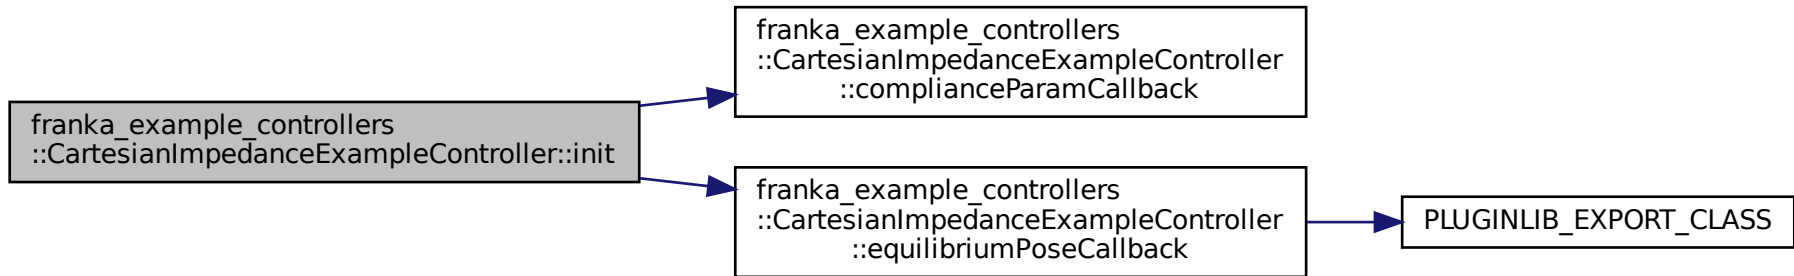 franka_example_controllers
::CartesianImpedanceExampleController::init
franka_example_controllers
::CartesianImpedanceExampleController
::complianceParamCallback
franka_example_controllers
::CartesianImpedanceExampleController
::equilibriumPoseCallback
PLUGINLIB_EXPORT_CLASS